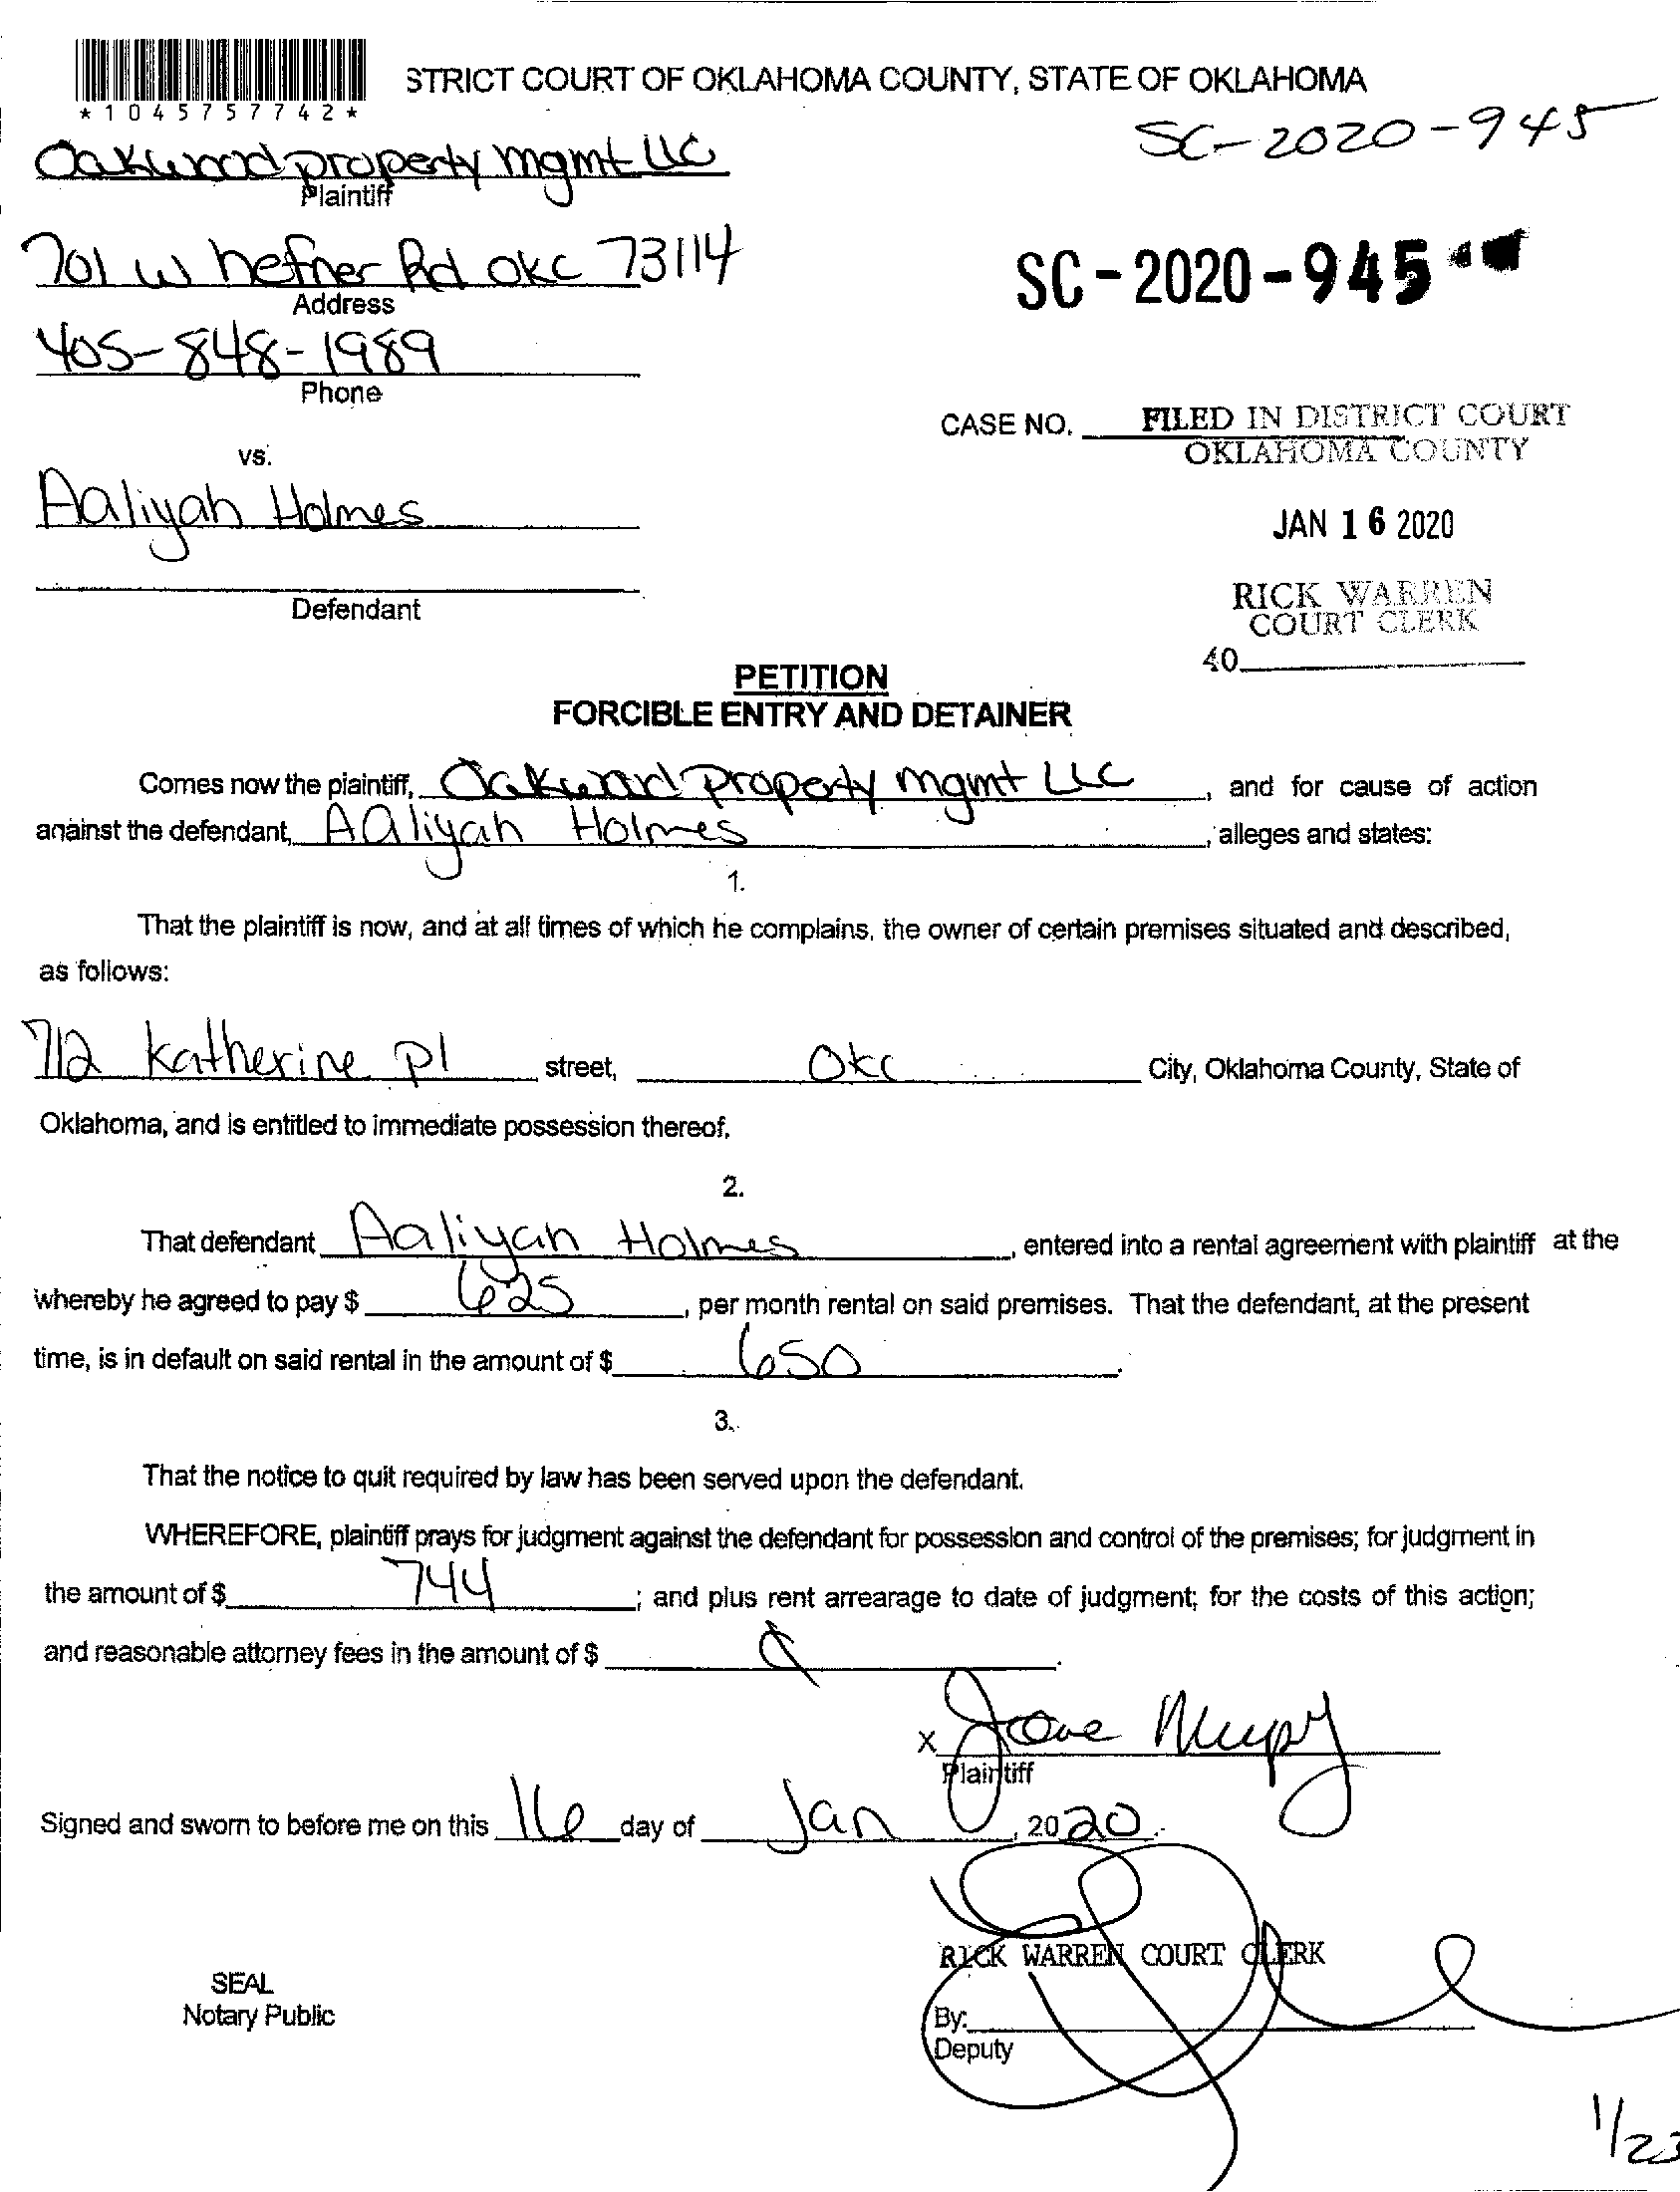 STRICT COURT OF OKLAHOMA COUNTY, STATE OF OKLAHOMA
*1045757742*
SC-2020-945
Oakwood property mgmt LLC
Plaintiff
701 W hefner Rd okc 73114
Address
SC-2020-945
405-848-1989
Phone
CASE NO.
FILED IN DISTRICT COURT
OKLAHOMA COUNTY
vs.
Aaliyah Holmes
JAN 16 2020
Defendant
RICK WARREN
COURT CLERK
40
PETITION
FORCIBLE ENTRY AND DETAINER
Comes now the plaintiff, Oakwood Property mgmt LLC, and for cause of action
against the defendant, Aaliyah Holmes, alleges and states:
1.
That the plaintiff is now, and at all times of which he complains, the owner of certain premises situated and described,
as follows:
712 Katherine Pl street, Okc City, Oklahoma County, State of
Oklahoma, and is entitled to immediate possession thereof.
2.
That defendant Aaliyah Holmes, entered into a rental agreement with plaintiff at the
whereby he agreed to pay $ 625, per month rental on said premises. That the defendant, at the present
time, is in default on said rental in the amount of $ 650.
3.
That the notice to quit required by law has been served upon the defendant.
WHEREFORE, plaintiff prays for judgment against the defendant for possession and control of the premises; for judgment in
the amount of $ 744; and plus rent arrearage to date of judgment; for the costs of this action;
and reasonable attorney fees in the amount of $
X
Plaintiff
Signed and sworn to before me on this 16 day of Jan, 2020.
RICK WARREN COURT CLERK
SEAL
Notary Public
By:
Deputy
1/23